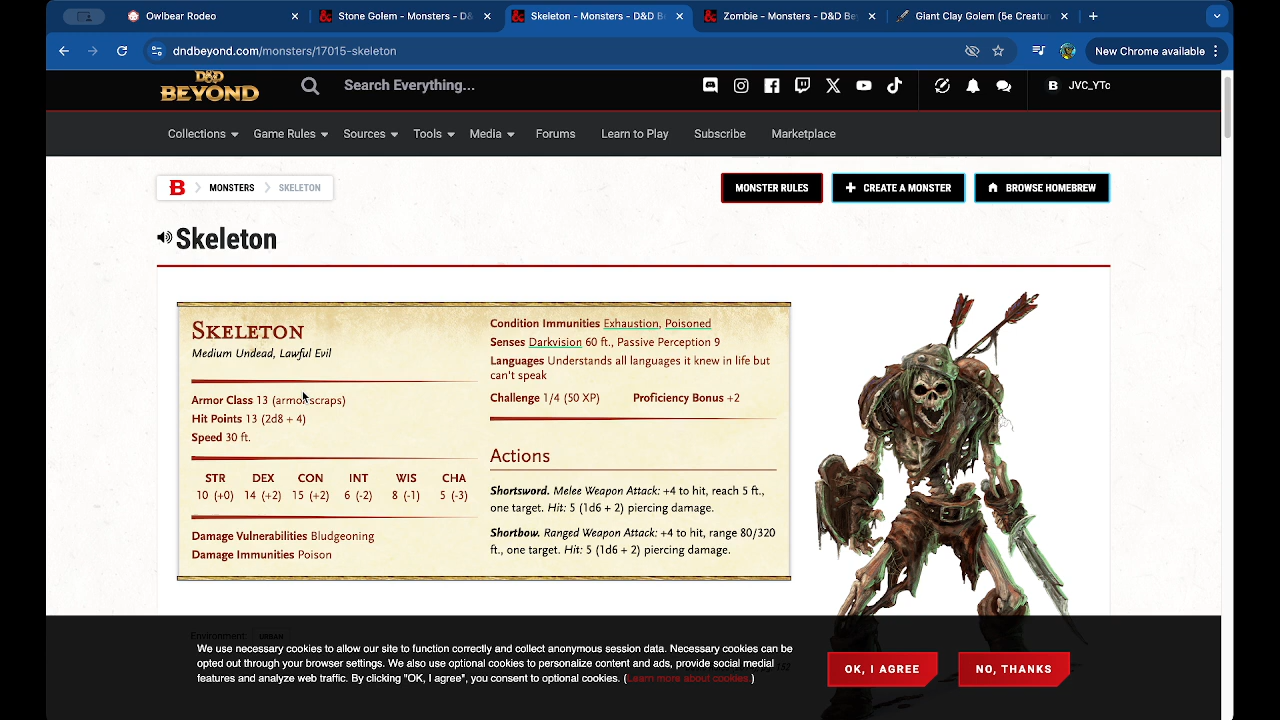 Owlbear Rodeo
Stone Golem - Monsters - D&
Skeleton - Monsters - D&D Be
Zombie - Monsters - D&D Be
Giant Clay Golem (5e Creatur
dndbeyond.com/monsters/17015-skeleton
New Chrome available
D&D
BEYOND
Search Everything...
B JVC_YTc
Collections
Game Rules
Sources
Tools
Media
Forums
Learn to Play
Subscribe
Marketplace
B
MONSTERS
SKELETON
MONSTER RULES
CREATE A MONSTER
BROWSE HOMEBREW
Skeleton
SKELETON
Medium Undead, Lawful Evil
Armor Class 13 (armor scraps)
Hit Points 13 (2d8 + 4)
Speed 30 ft.
STR DEX CON INT WIS CHA
10 (+0) 14 (+2) 15 (+2) 6 (-2) 8 (-1) 5 (-3)
Damage Vulnerabilities Bludgeoning
Damage Immunities Poison
Condition Immunities Exhaustion, Poisoned
Senses Darkvision 60 ft., Passive Perception 9
Languages Understands all languages it knew in life but
can't speak
Challenge 1/4 (50 XP) Proficiency Bonus +2
Actions
Shortsword. Melee Weapon Attack: +4 to hit, reach 5 ft.,
one target. Hit: 5 (1d6 + 2) piercing damage.
Shortbow. Ranged Weapon Attack: +4 to hit, range 80/320
ft., one target. Hit: 5 (1d6 + 2) piercing damage.
Environment: URBAN
We use necessary cookies to allow our site to function correctly and collect anonymous session data. Necessary cookies can be
opted out through your browser settings. We also use optional cookies to personalize content and ads, provide social medial
features and analyze web traffic. By clicking "OK, I agree", you consent to optional cookies. (Learn more about cookies.)
OK, I AGREE
NO, THANKS